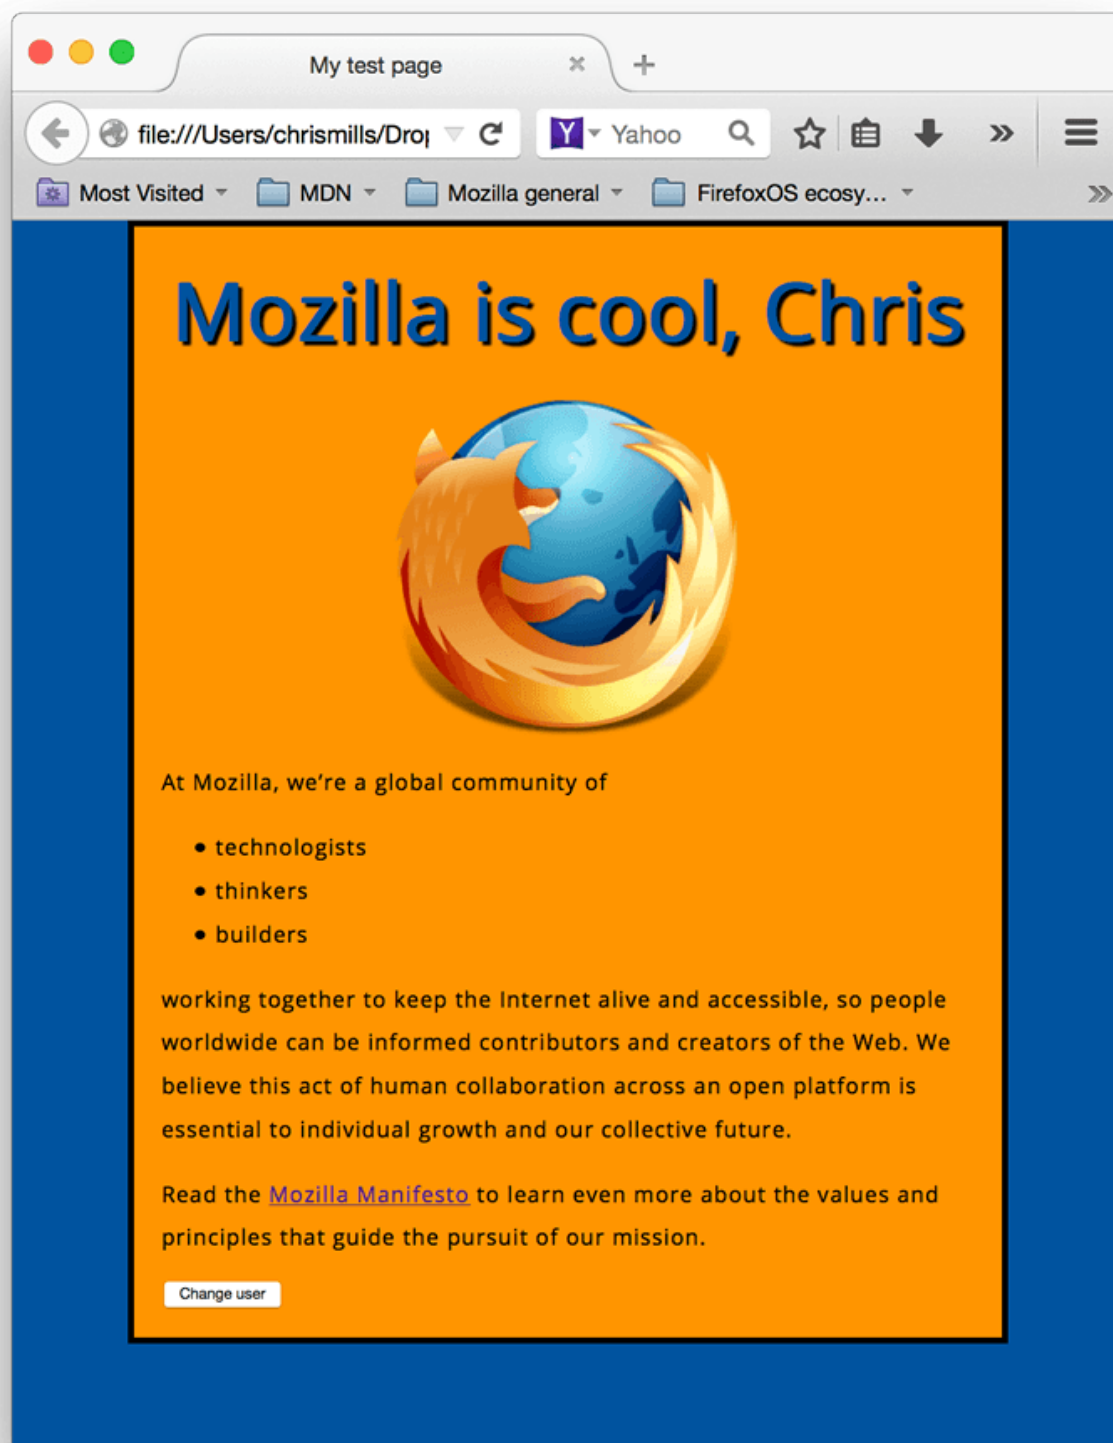 My test page
file:///Users/chrismills/Dro
Yahoo
Most Visited
MDN
Mozilla general
FirefoxOS ecosy...
Mozilla is cool, Chris
At Mozilla, we’re a global community of
technologists
thinkers
builders
working together to keep the Internet alive and accessible, so people
worldwide can be informed contributors and creators of the Web. We
believe this act of human collaboration across an open platform is
essential to individual growth and our collective future.
Read the Mozilla Manifesto to learn even more about the values and
principles that guide the pursuit of our mission.
Change user